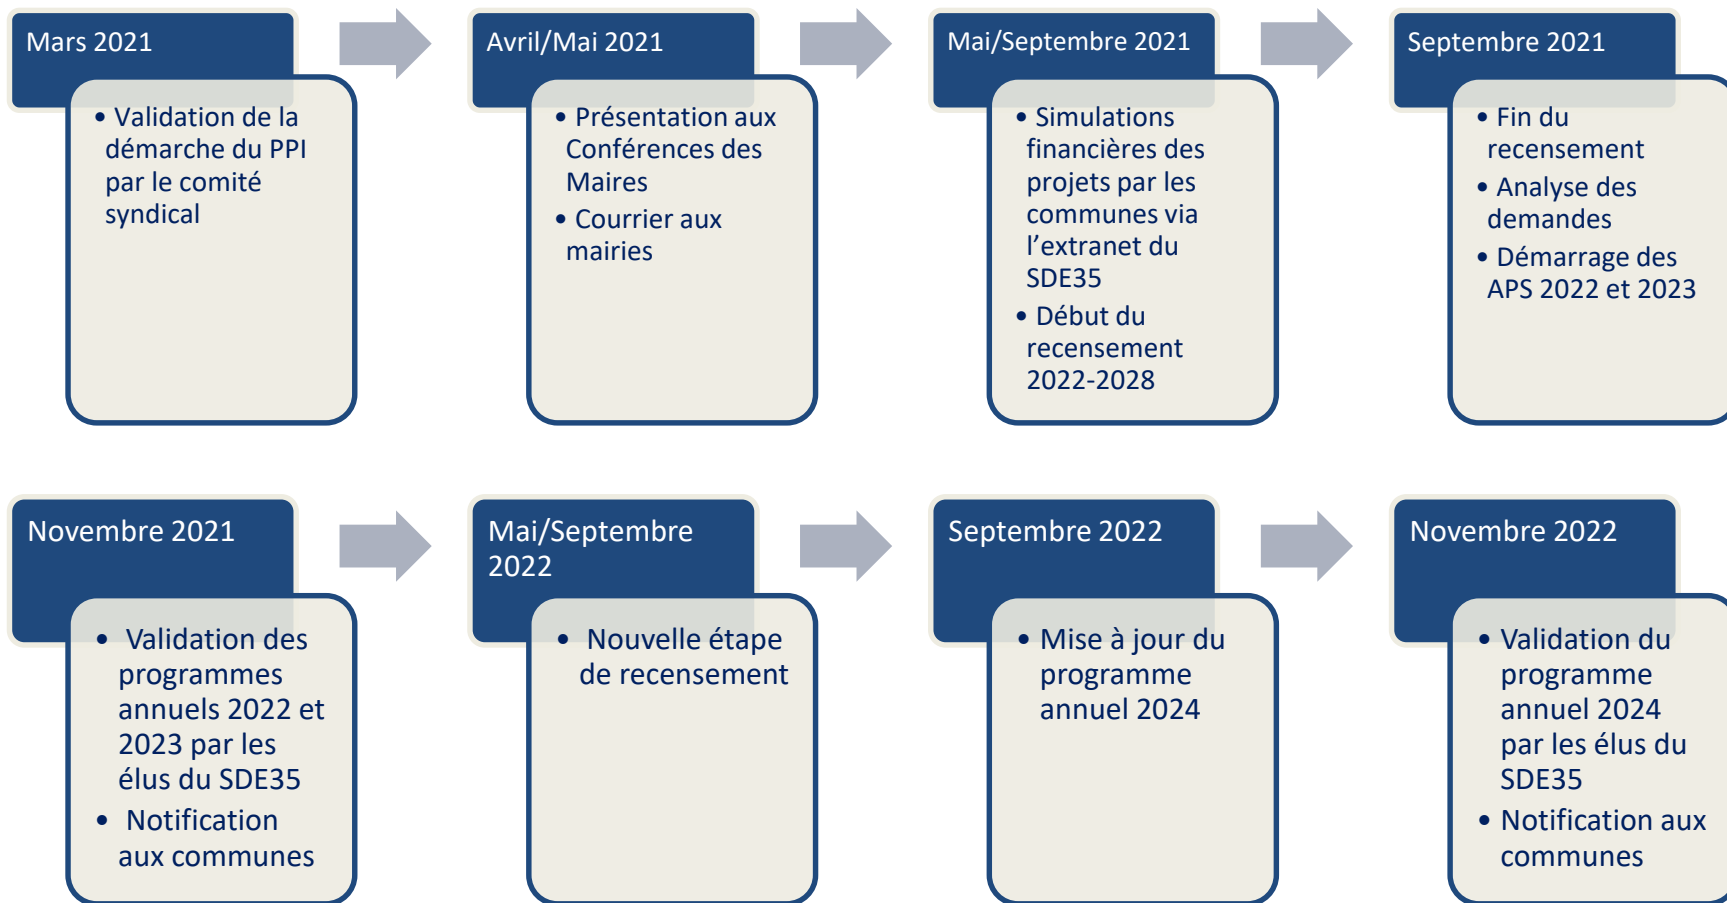 Mars 2021
• Validation de la
démarche du PPI
par le comité
syndical
Avril/Mai 2021
• Présentation aux
Conférences des
Maires
• Courrier aux
mairies
Mai/Septembre 2021
• Simulations
financières des
projets par les
communes via
l’extranet du
SDE35
• Début du
recensement
2022-2028
Septembre 2021
• Fin du
recensement
• Analyse des
demandes
• Démarrage des
APS 2022 et 2023
Novembre 2021
• Validation des
programmes
annuels 2022 et
2023 par les
élus du SDE35
• Notification
aux communes
Mai/Septembre
2022
• Nouvelle étape
de recensement
Septembre 2022
• Mise à jour du
programme
annuel 2024
Novembre 2022
• Validation du
programme
annuel 2024
par les élus du
SDE35
• Notification aux
communes